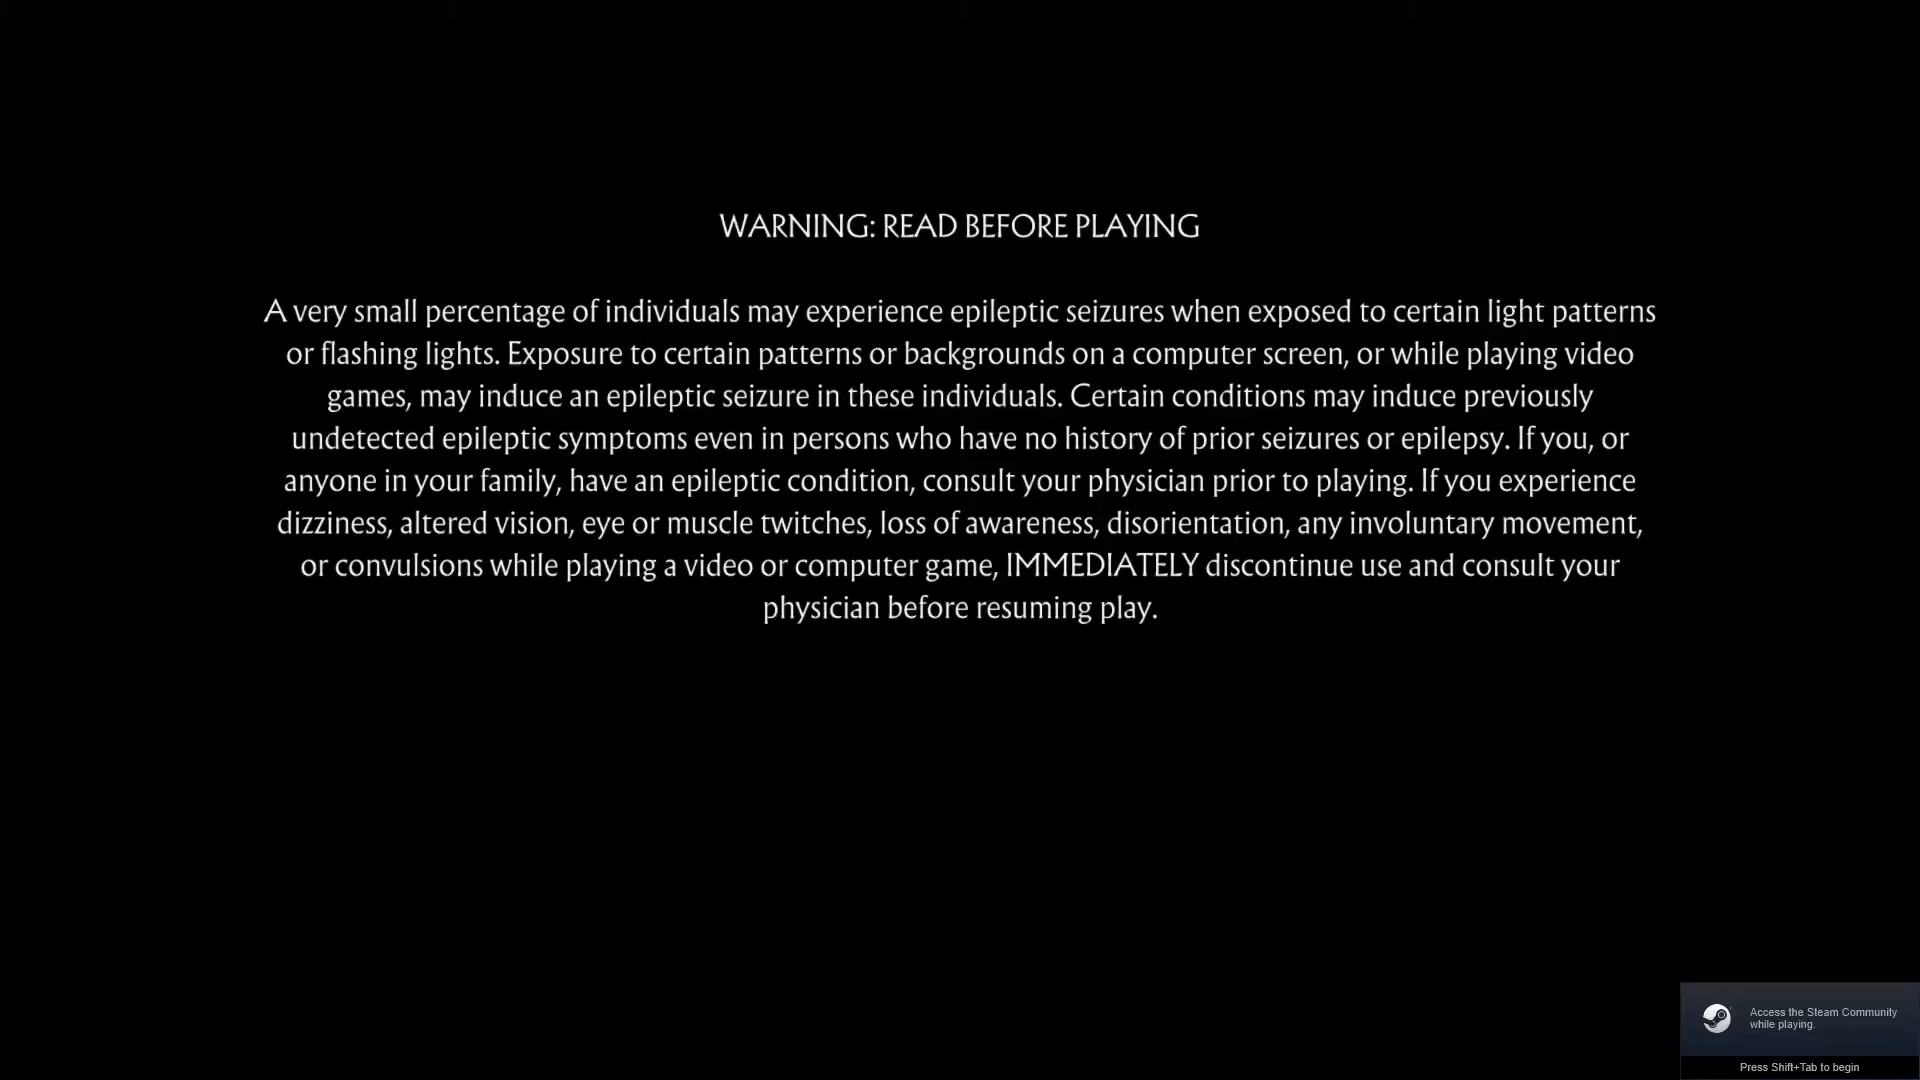 WARNING: READ BEFORE PLAYING
A very small percentage of individuals may experience epileptic seizures when exposed to certain light patterns
or flashing lights. Exposure to certain patterns or backgrounds on a computer screen, or while playing video
games, may induce an epileptic seizure in these individuals. Certain conditions may induce previously
undetected epileptic symptoms even in persons who have no history of prior seizures or epilepsy. If you, or
anyone in your family, have an epileptic condition, consult your physician prior to playing. If you experience
dizziness, altered vision, eye or muscle twitches, loss of awareness, disorientation, any involuntary movement,
or convulsions while playing a video or computer game, IMMEDIATELY discontinue use and consult your
physician before resuming play.
Access the Steam Community
while playing.
Press Shift+Tab to begin